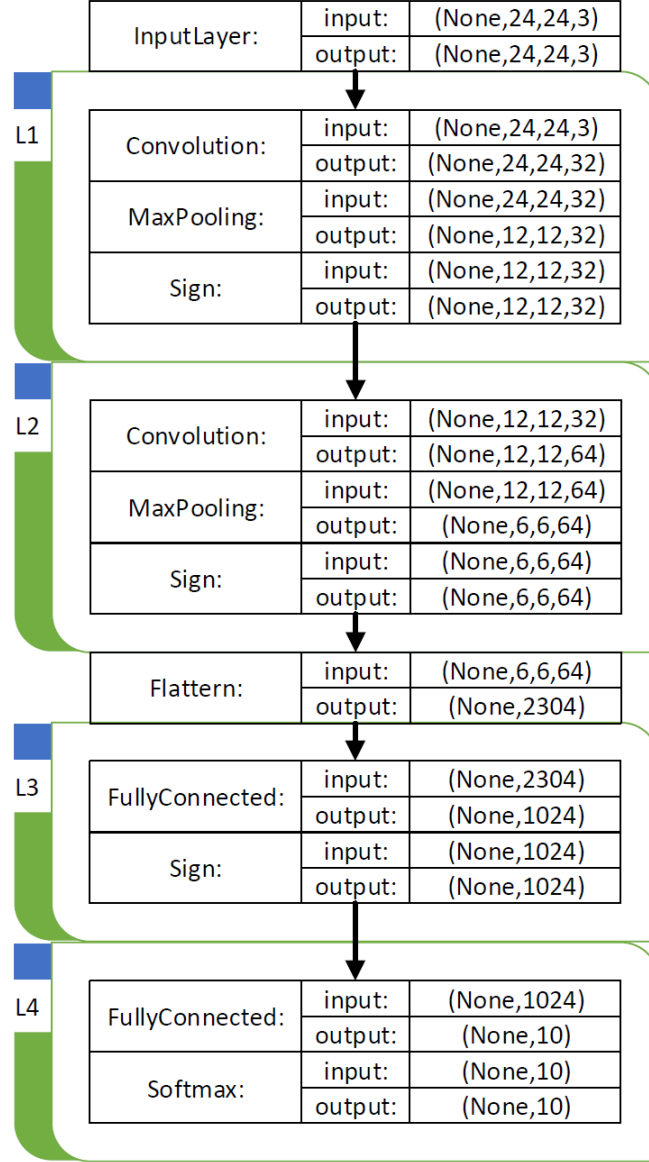 InputLayer: input: (None,24,24,3)
output: (None,24,24,3)
L1
Convolution: input: (None,24,24,3)
output: (None,24,24,32)
MaxPooling: input: (None,24,24,32)
output: (None,12,12,32)
Sign: input: (None,12,12,32)
output: (None,12,12,32)
L2
Convolution: input: (None,12,12,32)
output: (None,12,12,64)
MaxPooling: input: (None,12,12,64)
output: (None,6,6,64)
Sign: input: (None,6,6,64)
output: (None,6,6,64)
Flattern: input: (None,6,6,64)
output: (None,2304)
L3
FullyConnected: input: (None,2304)
output: (None,1024)
Sign: input: (None,1024)
output: (None,1024)
L4
FullyConnected: input: (None,1024)
output: (None,10)
Softmax: input: (None,10)
output: (None,10)